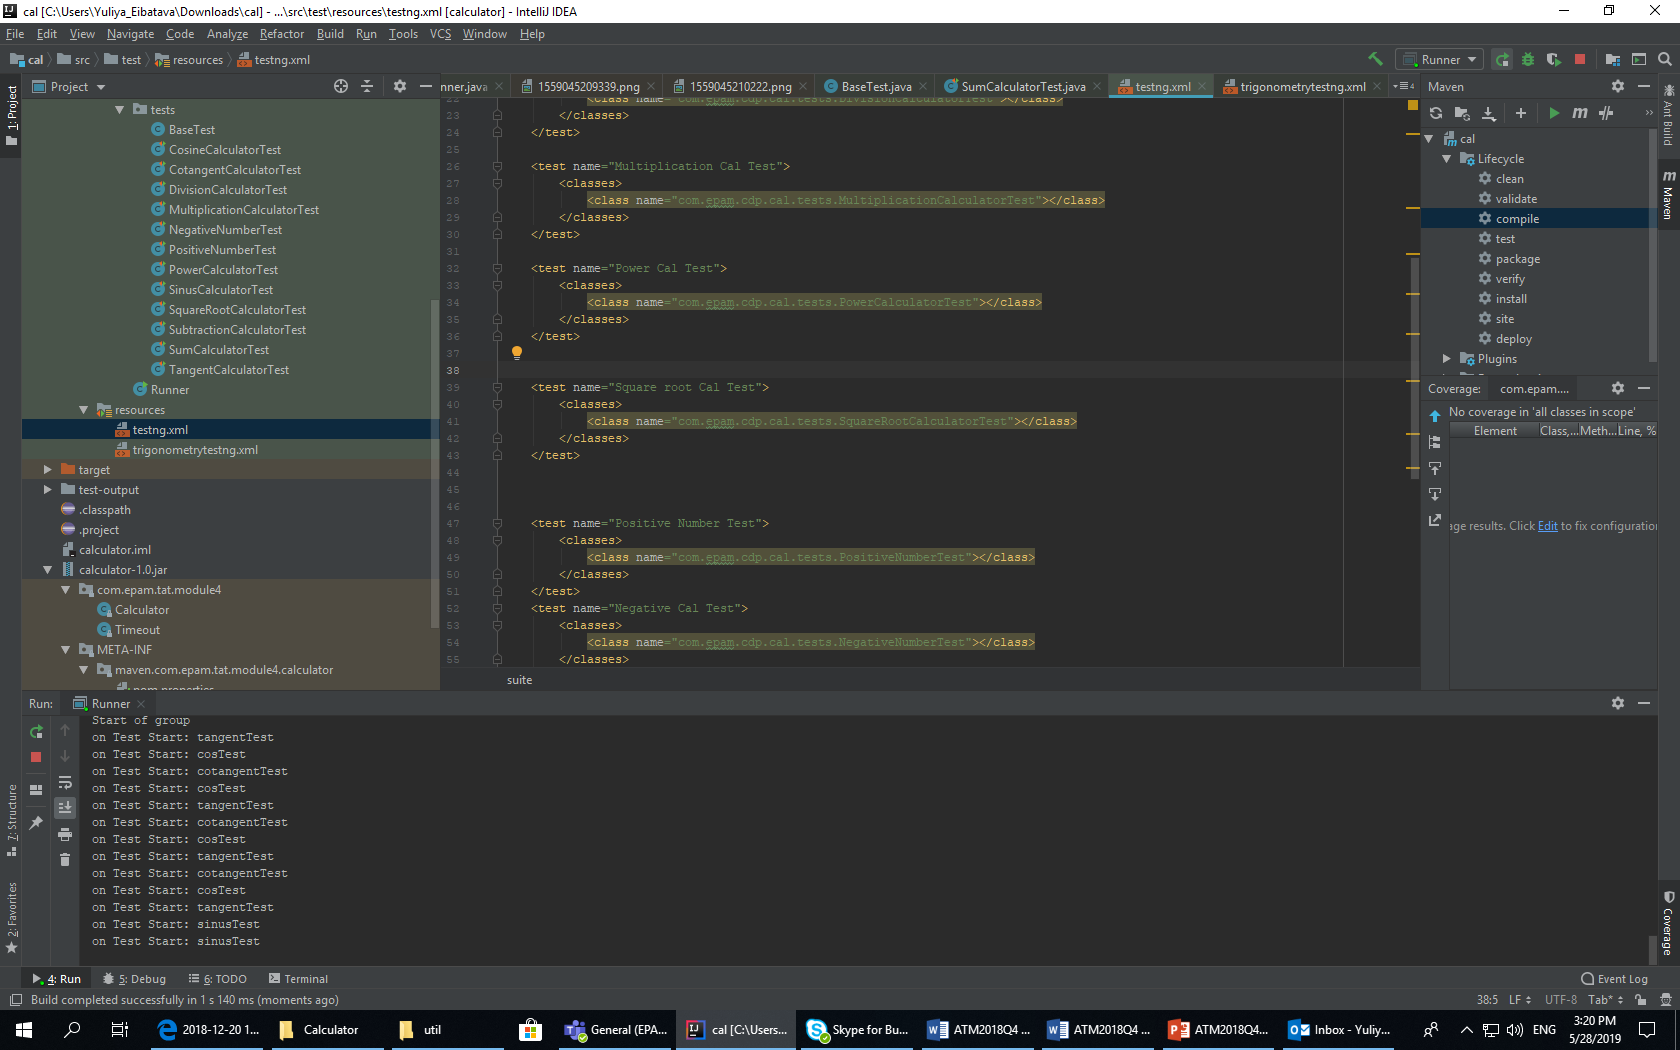 cal [C:\Users\Yuliya_Eibatava\Downloads\cal] - ...\src\test\resources\testng.xml [calculator] - IntelliJ IDEA
File Edit View Navigate Code Analyze Refactor Build Run Tools VCS Window Help
cal src test resources testng.xml
Runner
Project
nner.java 1559045209339.png 1559045210222.png BaseTest.java SumCalculatorTest.java testng.xml trigonometrytestng.xml
1: Project
7: Structure
2: Favorites
tests
BaseTest
CosineCalculatorTest
CotangentCalculatorTest
DivisionCalculatorTest
MultiplicationCalculatorTest
NegativeNumberTest
PositiveNumberTest
PowerCalculatorTest
SinusCalculatorTest
SquareRootCalculatorTest
SubtractionCalculatorTest
SumCalculatorTest
TangentCalculatorTest
Runner
resources
testng.xml
trigonometrytestng.xml
target
test-output
.classpath
.project
calculator.iml
calculator-1.0.jar
com.epam.tat.module4
Calculator
Timeout
META-INF
maven.com.epam.tat.module4.calculator
pom.properties
22 <class name="com.epam.cdp.cal.tests.DivisionCalculatorTest"></class>
23 </classes>
24 </test>
25
26 <test name="Multiplication Cal Test">
27 <classes>
28 <class name="com.epam.cdp.cal.tests.MultiplicationCalculatorTest"></class>
29 </classes>
30 </test>
31
32 <test name="Power Cal Test">
33 <classes>
34 <class name="com.epam.cdp.cal.tests.PowerCalculatorTest"></class>
35 </classes>
36 </test>
37
38
39 <test name="Square root Cal Test">
40 <classes>
41 <class name="com.epam.cdp.cal.tests.SquareRootCalculatorTest"></class>
42 </classes>
43 </test>
44
45
46
47 <test name="Positive Number Test">
48 <classes>
49 <class name="com.epam.cdp.cal.tests.PositiveNumberTest"></class>
50 </classes>
51 </test>
52 <test name="Negative Cal Test">
53 <classes>
54 <class name="com.epam.cdp.cal.tests.NegativeNumberTest"></class>
55 </classes>
suite
Maven
cal
Lifecycle
clean
validate
compile
test
package
verify
install
site
deploy
Plugins
Coverage: com.epam....
No coverage in 'all classes in scope'
Element Class,... Meth... Line, %
age results. Click Edit to fix configuration
Ant Build
Maven
Coverage
Run: Runner
Start of group
on Test Start: tangentTest
on Test Start: cosTest
on Test Start: cotangentTest
on Test Start: cosTest
on Test Start: tangentTest
on Test Start: cotangentTest
on Test Start: cosTest
on Test Start: tangentTest
on Test Start: cotangentTest
on Test Start: cosTest
on Test Start: tangentTest
on Test Start: sinusTest
on Test Start: sinusTest
4: Run 5: Debug 6: TODO Terminal Event Log
Build completed successfully in 1 s 140 ms (moments ago) 38:5 LF UTF-8 Tab*
2018-12-20 1... Calculator util General (EPA... cal [C:\Users... Skype for Bu... ATM2018Q4 ... ATM2018Q4 ... ATM2018Q4... Inbox - Yuliy... ENG 3:20 PM
5/28/2019